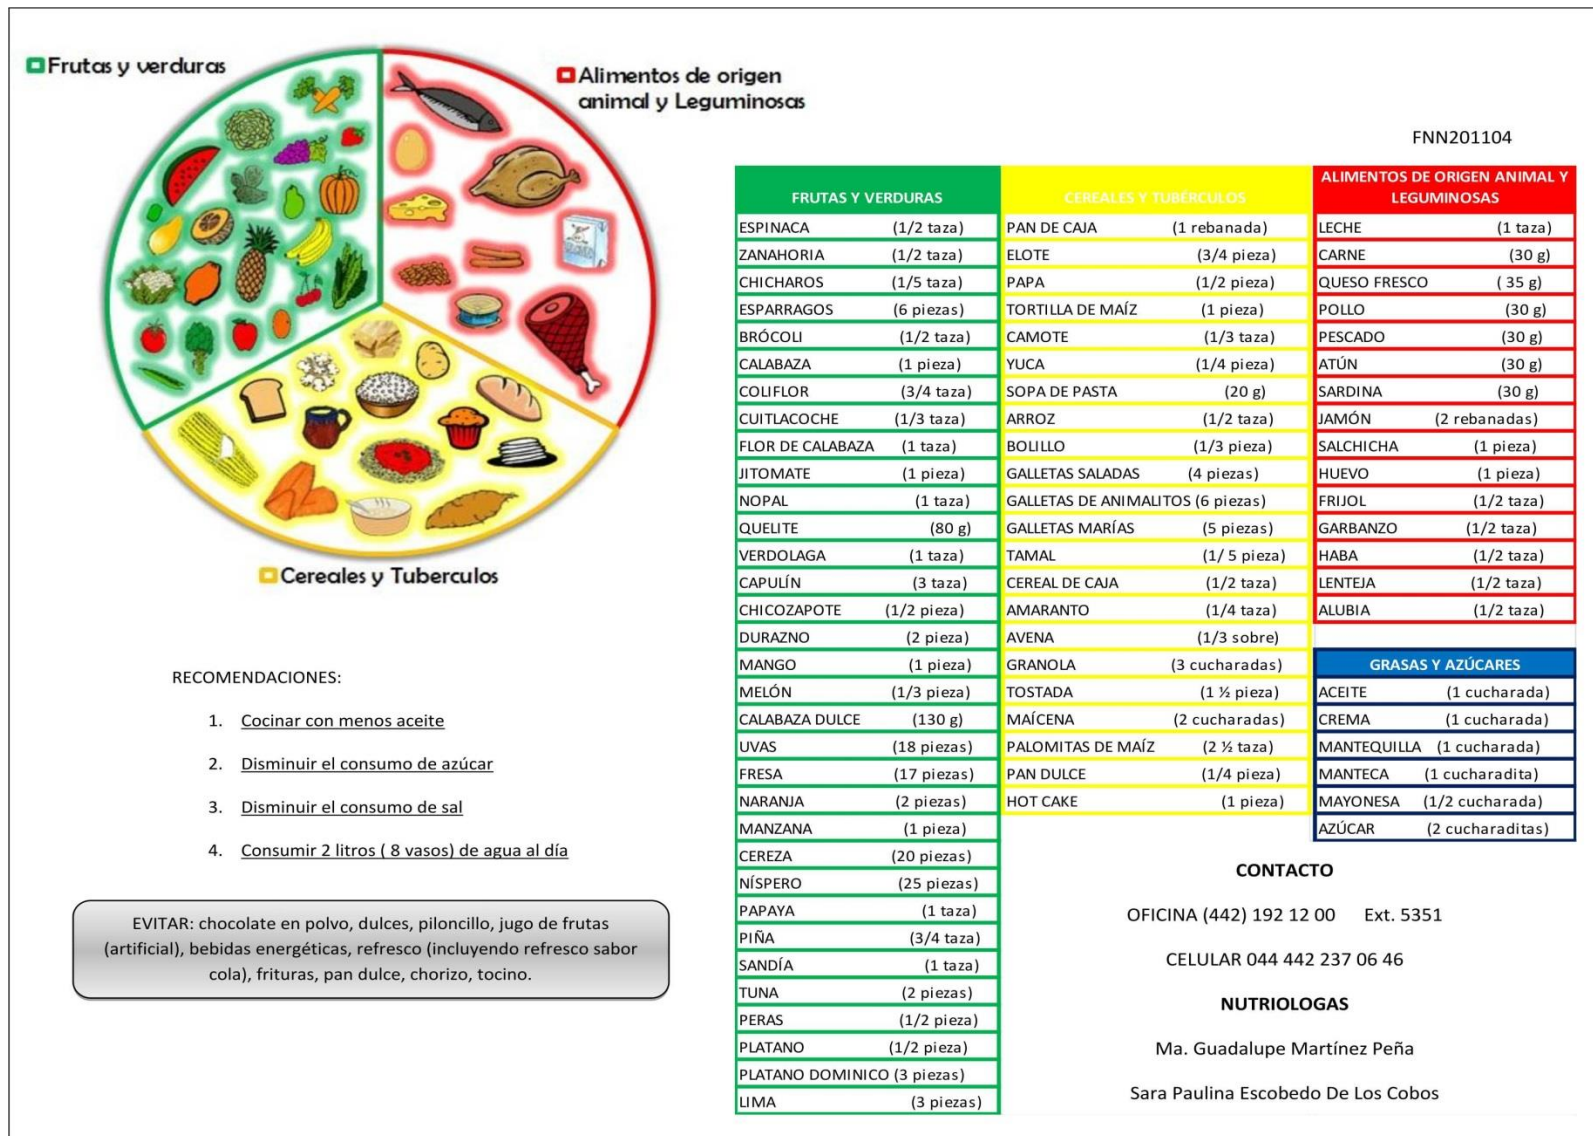 Frutas y verduras
Alimentos de origen
animal y Leguminosas
Cereales y Tuberculos
RECOMENDACIONES:
1. Cocinar con menos aceite
2. Disminuir el consumo de azúcar
3. Disminuir el consumo de sal
4. Consumir 2 litros ( 8 vasos) de agua al día
EVITAR: chocolate en polvo, dulces, piloncillo, jugo de frutas
(artificial), bebidas energéticas, refresco (incluyendo refresco sabor
cola), frituras, pan dulce, chorizo, tocino.
FNN201104
FRUTAS Y VERDURAS
ESPINACA (1/2 taza)
ZANAHORIA (1/2 taza)
CHICHAROS (1/5 taza)
ESPARRAGOS (6 piezas)
BRÓCOLI (1/2 taza)
CALABAZA (1 pieza)
COLIFLOR (3/4 taza)
CUITLACOCHE (1/3 taza)
FLOR DE CALABAZA (1 taza)
JITOMATE (1 pieza)
NOPAL (1 taza)
QUELITE (80 g)
VERDOLAGA (1 taza)
CAPULÍN (3 taza)
CHICOZAPOTE (1/2 pieza)
DURAZNO (2 pieza)
MANGO (1 pieza)
MELÓN (1/3 pieza)
CALABAZA DULCE (130 g)
UVAS (18 piezas)
FRESA (17 piezas)
NARANJA (2 piezas)
MANZANA (1 pieza)
CEREZA (20 piezas)
NÍSPERO (25 piezas)
PAPAYA (1 taza)
PIÑA (3/4 taza)
SANDÍA (1 taza)
TUNA (2 piezas)
PERAS (1/2 pieza)
PLATANO (1/2 pieza)
PLATANO DOMINICO (3 piezas)
LIMA (3 piezas)
CEREALES Y TUBÉRCULOS
PAN DE CAJA (1 rebanada)
ELOTE (3/4 pieza)
PAPA (1/2 pieza)
TORTILLA DE MAÍZ (1 pieza)
CAMOTE (1/3 taza)
YUCA (1/4 pieza)
SOPA DE PASTA (20 g)
ARROZ (1/2 taza)
BOLILLO (1/3 pieza)
GALLETAS SALADAS (4 piezas)
GALLETAS DE ANIMALITOS (6 piezas)
GALLETAS MARÍAS (5 piezas)
TAMAL (1/ 5 pieza)
CEREAL DE CAJA (1/2 taza)
AMARANTO (1/4 taza)
AVENA (1/3 sobre)
GRANOLA (3 cucharadas)
TOSTADA (1 ½ pieza)
MAÍCENA (2 cucharadas)
PALOMITAS DE MAÍZ (2 ½ taza)
PAN DULCE (1/4 pieza)
HOT CAKE (1 pieza)
ALIMENTOS DE ORIGEN ANIMAL Y
LEGUMINOSAS
LECHE (1 taza)
CARNE (30 g)
QUESO FRESCO ( 35 g)
POLLO (30 g)
PESCADO (30 g)
ATÚN (30 g)
SARDINA (30 g)
JAMÓN (2 rebanadas)
SALCHICHA (1 pieza)
HUEVO (1 pieza)
FRIJOL (1/2 taza)
GARBANZO (1/2 taza)
HABA (1/2 taza)
LENTEJA (1/2 taza)
ALUBIA (1/2 taza)
GRASAS Y AZÚCARES
ACEITE (1 cucharada)
CREMA (1 cucharada)
MANTEQUILLA (1 cucharada)
MANTECA (1 cucharadita)
MAYONESA (1/2 cucharada)
AZÚCAR (2 cucharaditas)
CONTACTO
OFICINA (442) 192 12 00 Ext. 5351
CELULAR 044 442 237 06 46
NUTRIOLOGAS
Ma. Guadalupe Martínez Peña
Sara Paulina Escobedo De Los Cobos